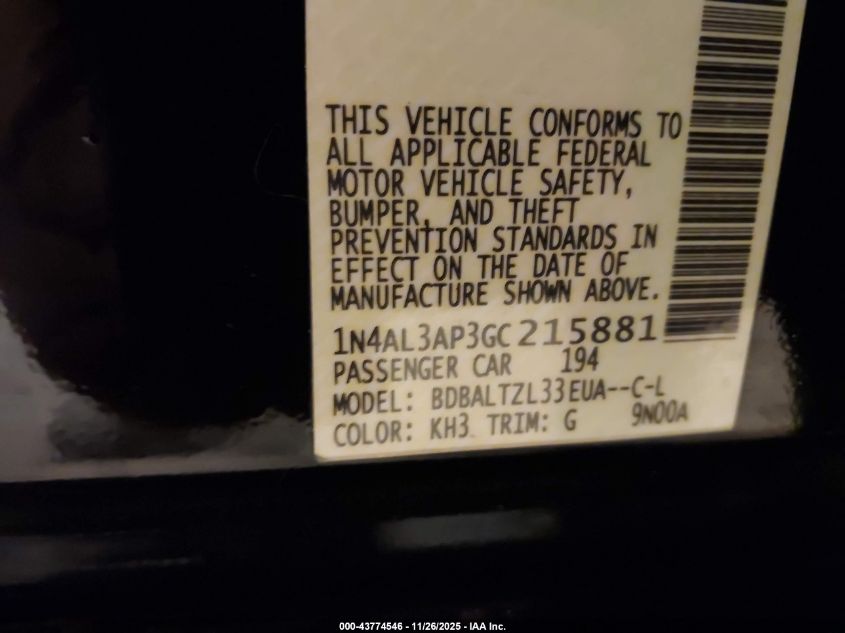 THIS VEHICLE CONFORMS TO
ALL APPLICABLE FEDERAL
MOTOR VEHICLE SAFETY,
BUMPER, AND THEFT
PREVENTION STANDARDS IN
EFFECT ON THE DATE OF
MANUFACTURE SHOWN ABOVE.
1N4AL3AP3GC215881
PASSENGER CAR 194
MODEL: BDBALTZL33EUA--C-L
COLOR: KH3 TRIM: G 9N00A
000-43774546 - 11/26/2025 - IAA Inc.